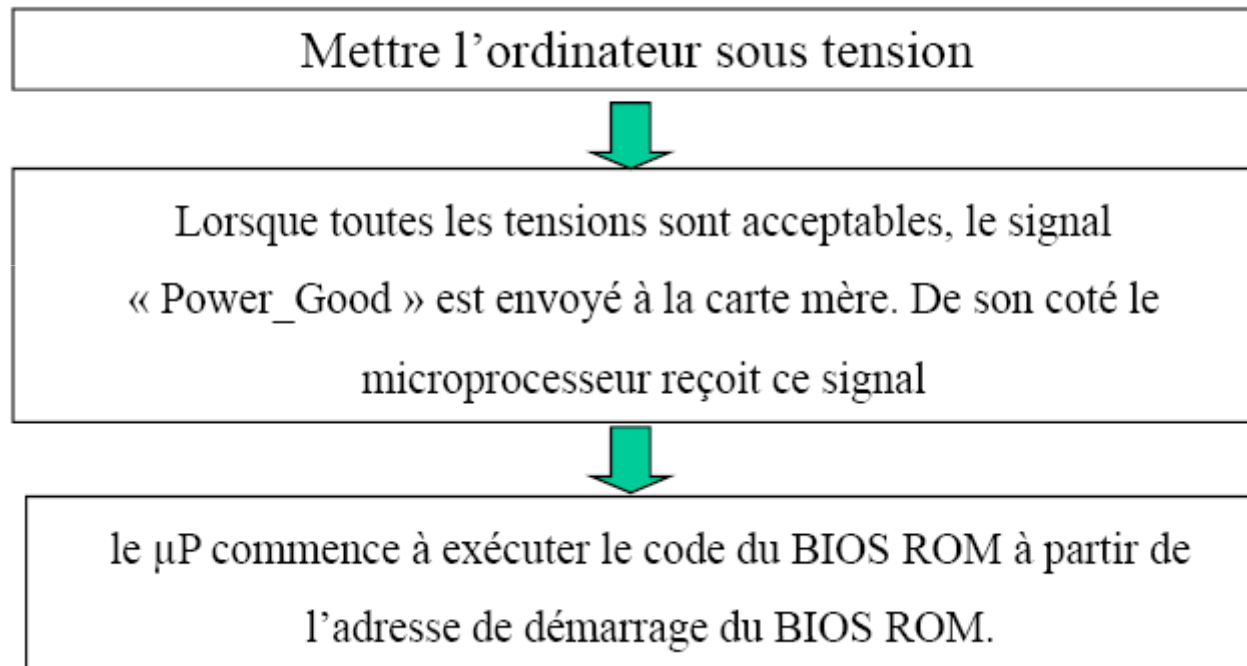 Mettre l’ordinateur sous tension
Lorsque toutes les tensions sont acceptables, le signal
« Power_Good » est envoyé à la carte mère. De son coté le
microprocesseur reçoit ce signal
le µP commence à exécuter le code du BIOS ROM à partir de
l’adresse de démarrage du BIOS ROM.